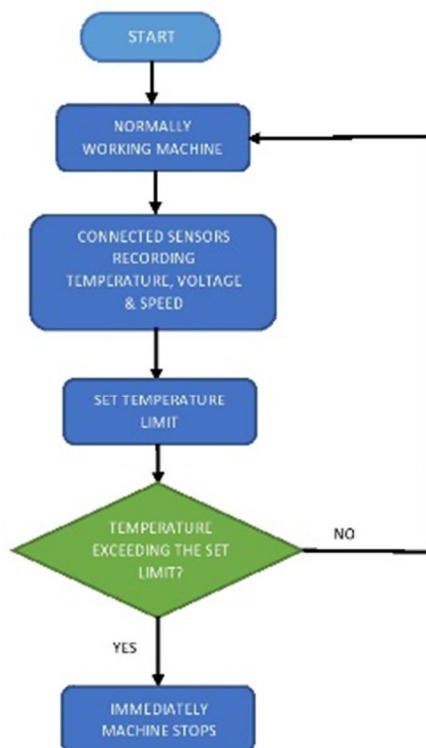 START
NORMALLY
WORKING MACHINE
CONNECTED SENSORS
RECORDING
TEMPERATURE, VOLTAGE
& SPEED
SET TEMPERATURE
LIMIT
TEMPERATURE
EXCEEDING THE SET
LIMIT?
NO
YES
IMMEDIATELY
MACHINE STOPS